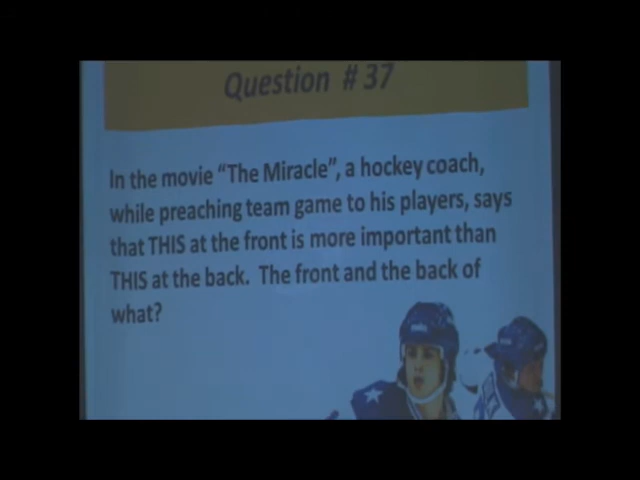 Question # 37
In the movie “The Miracle”, a hockey coach,
while preaching team game to his players, says
that THIS at the front is more important than
THIS at the back. The front and the back of
what?